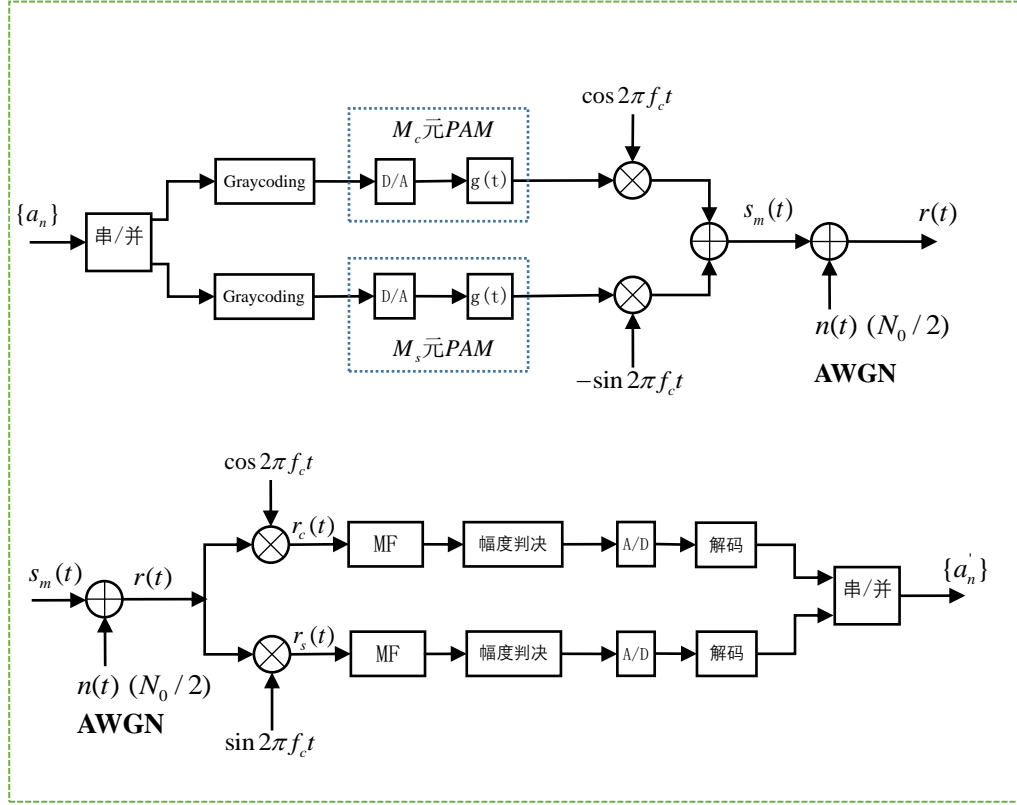 cos 2πf_c t
M_c元PAM
Graycoding
D/A
g(t)
{a_n}
串/并
s_m(t)
r(t)
Graycoding
D/A
g(t)
M_s元PAM
n(t) (N_0 / 2)
−sin 2πf_c t
AWGN
cos 2πf_c t
r_c(t)
MF
幅度判决
A/D
解码
s_m(t)
r(t)
串/并
{a_n'}
r_s(t)
MF
幅度判决
A/D
解码
n(t) (N_0 / 2)
AWGN
sin 2πf_c t